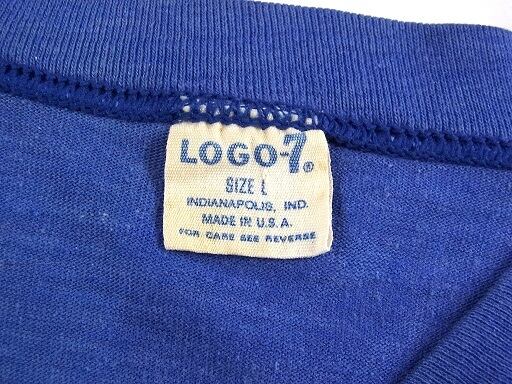 LOGO-7®
SIZE L
INDIANAPOLIS, IND.
MADE IN U.S.A.
FOR CARE SEE REVERSE